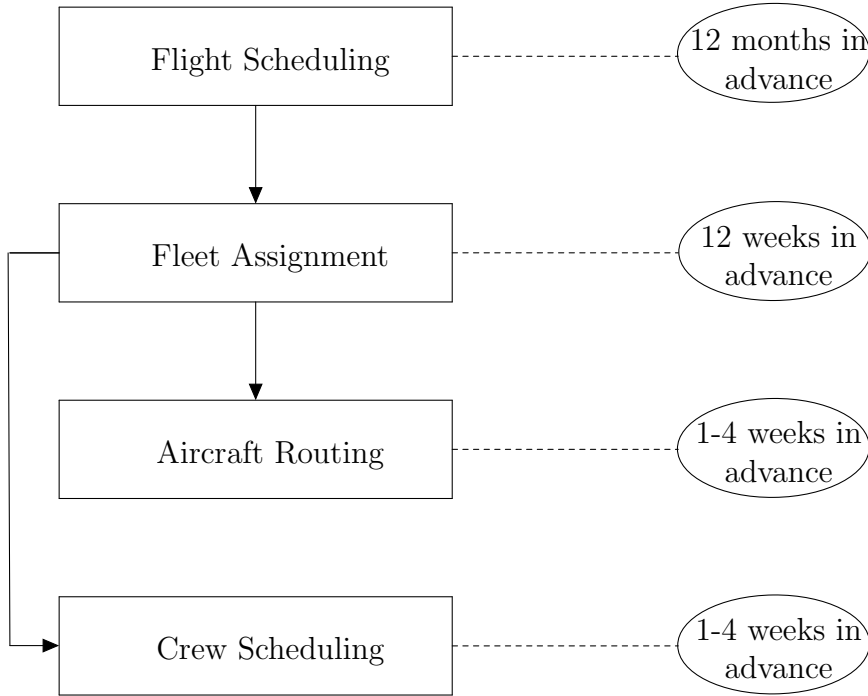 Flight Scheduling
12 months in
advance
Fleet Assignment
12 weeks in
advance
Aircraft Routing
1-4 weeks in
advance
Crew Scheduling
1-4 weeks in
advance